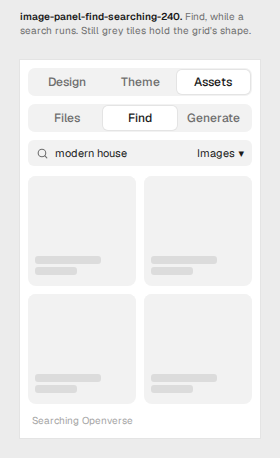 image-panel-find-searching-240. Find, while a
search runs. Still grey tiles hold the grid's shape.
Design Theme Assets
Files Find Generate
modern house Images ▾
Searching Openverse